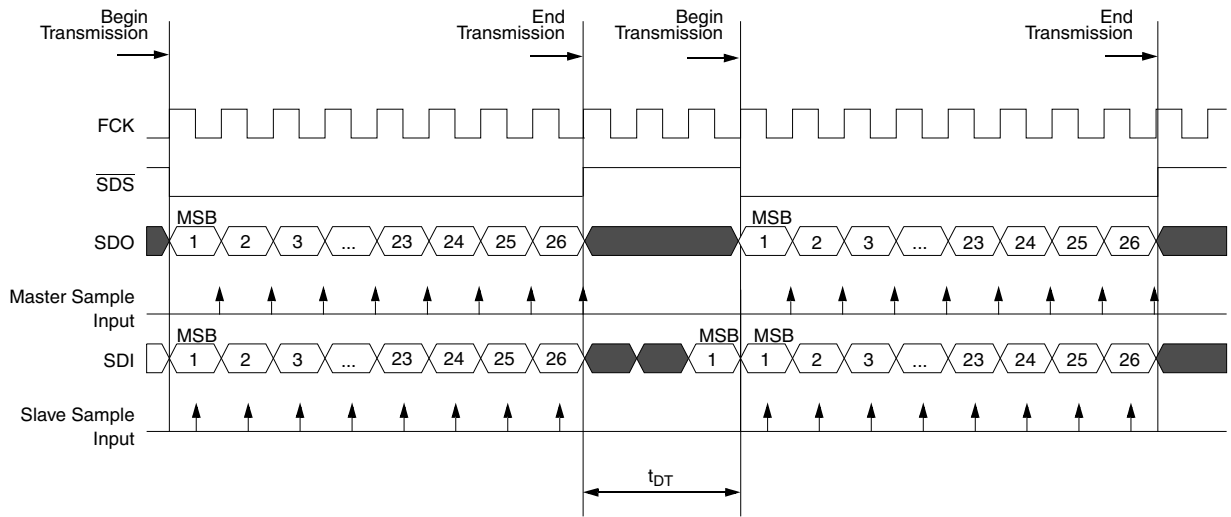 Begin
Transmission
End
Transmission
Begin
Transmission
End
Transmission
FCK
SDS
MSB MSB
SDO 1 2 3 ... 23 24 25 26 1 2 3 ... 23 24 25 26
Master Sample
Input
MSB MSB MSB
SDI 1 2 3 ... 23 24 25 26 1 1 2 3 ... 23 24 25 26
Slave Sample
Input
tDT